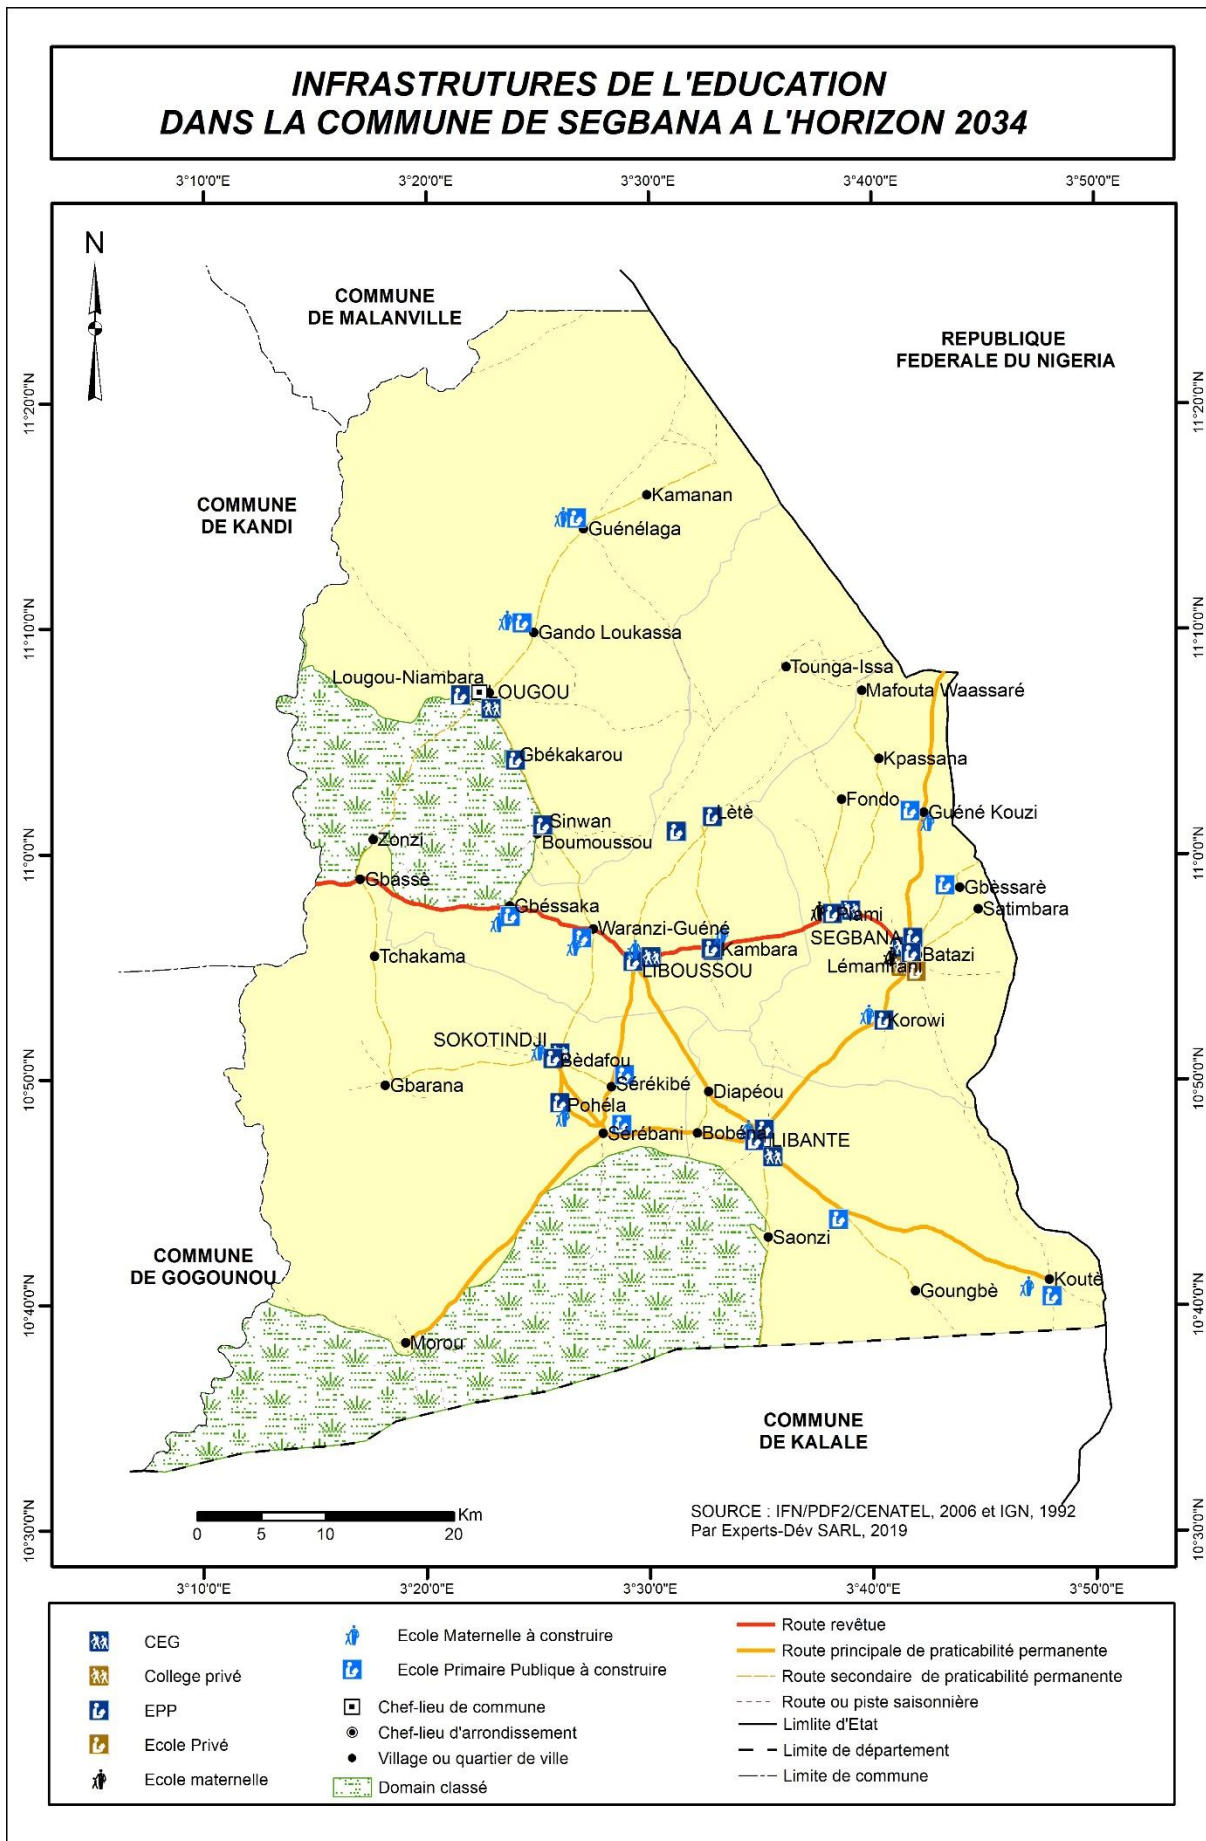 INFRASTRUTURES DE L'EDUCATION
DANS LA COMMUNE DE SEGBANA A L'HORIZON 2034
3°10'0"E
3°20'0"E
3°30'0"E
3°40'0"E
3°50'0"E
N
COMMUNE
DE MALANVILLE
REPUBLIQUE
FEDERALE DU NIGERIA
11°20'0"N
11°20'0"N
COMMUNE
DE KANDI
Kamanan
Guénélaga
11°10'0"N
11°10'0"N
Gando Loukassa
Tounga-Issa
Lougou-Niambara
LOUGOU
Mafouta Waassaré
Gbékakarou
Kpassana
Fondo
Lètè
Guéné Kouzi
Sinwan
Boumoussou
Zonzi
11°0'0"N
11°0'0"N
Gbassè
Gbèssarè
Gbéssaka
Satimbara
Piami
Waranzi-Guéné
SEGBANA
Kambara
Batazi
Tchakama
LIBOUSSOU
Lémanfrani
Korowi
SOKOTINDJI
Bèdafou
10°50'0"N
10°50'0"N
Gbarana
Sérékibé
Diapéou
Pohéla
Sérébani
Bobéna
LIBANTE
Saonzi
COMMUNE
DE GOGOUNOU
Koutè
Goungbè
10°40'0"N
10°40'0"N
Morou
COMMUNE
DE KALALE
SOURCE : IFN/PDF2/CENATEL, 2006 et IGN, 1992
Par Experts-Dév SARL, 2019
Km
0
5
10
20
10°30'0"N
10°30'0"N
3°10'0"E
3°20'0"E
3°30'0"E
3°40'0"E
3°50'0"E
CEG
College privé
EPP
Ecole Privé
Ecole maternelle
Ecole Maternelle à construire
Ecole Primaire Publique à construire
Chef-lieu de commune
Chef-lieu d'arrondissement
Village ou quartier de ville
Domain classé
Route revêtue
Route principale de praticabilité permanente
Route secondaire de praticabilité permanente
Route ou piste saisonnière
Limlite d'Etat
Limite de département
Limite de commune